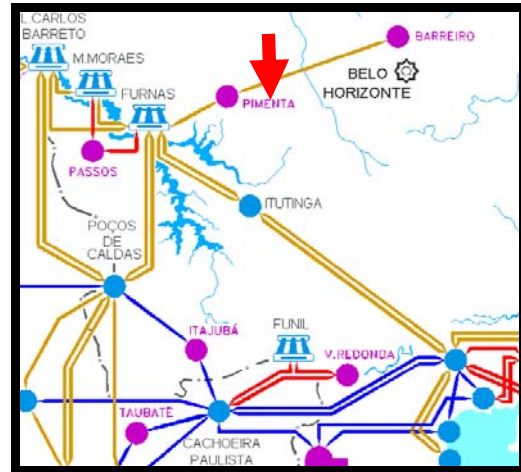 L. CARLOS
BARRETO
M.MORAES
FURNAS
BARREIRO
BELO
HORIZONTE
PIMENTA
PASSOS
ITUTINGA
POÇOS
DE
CALDAS
ITAJUBÁ
FUNIL
V.REDONDA
TAUBATÉ
CACHOEIRA
PAULISTA